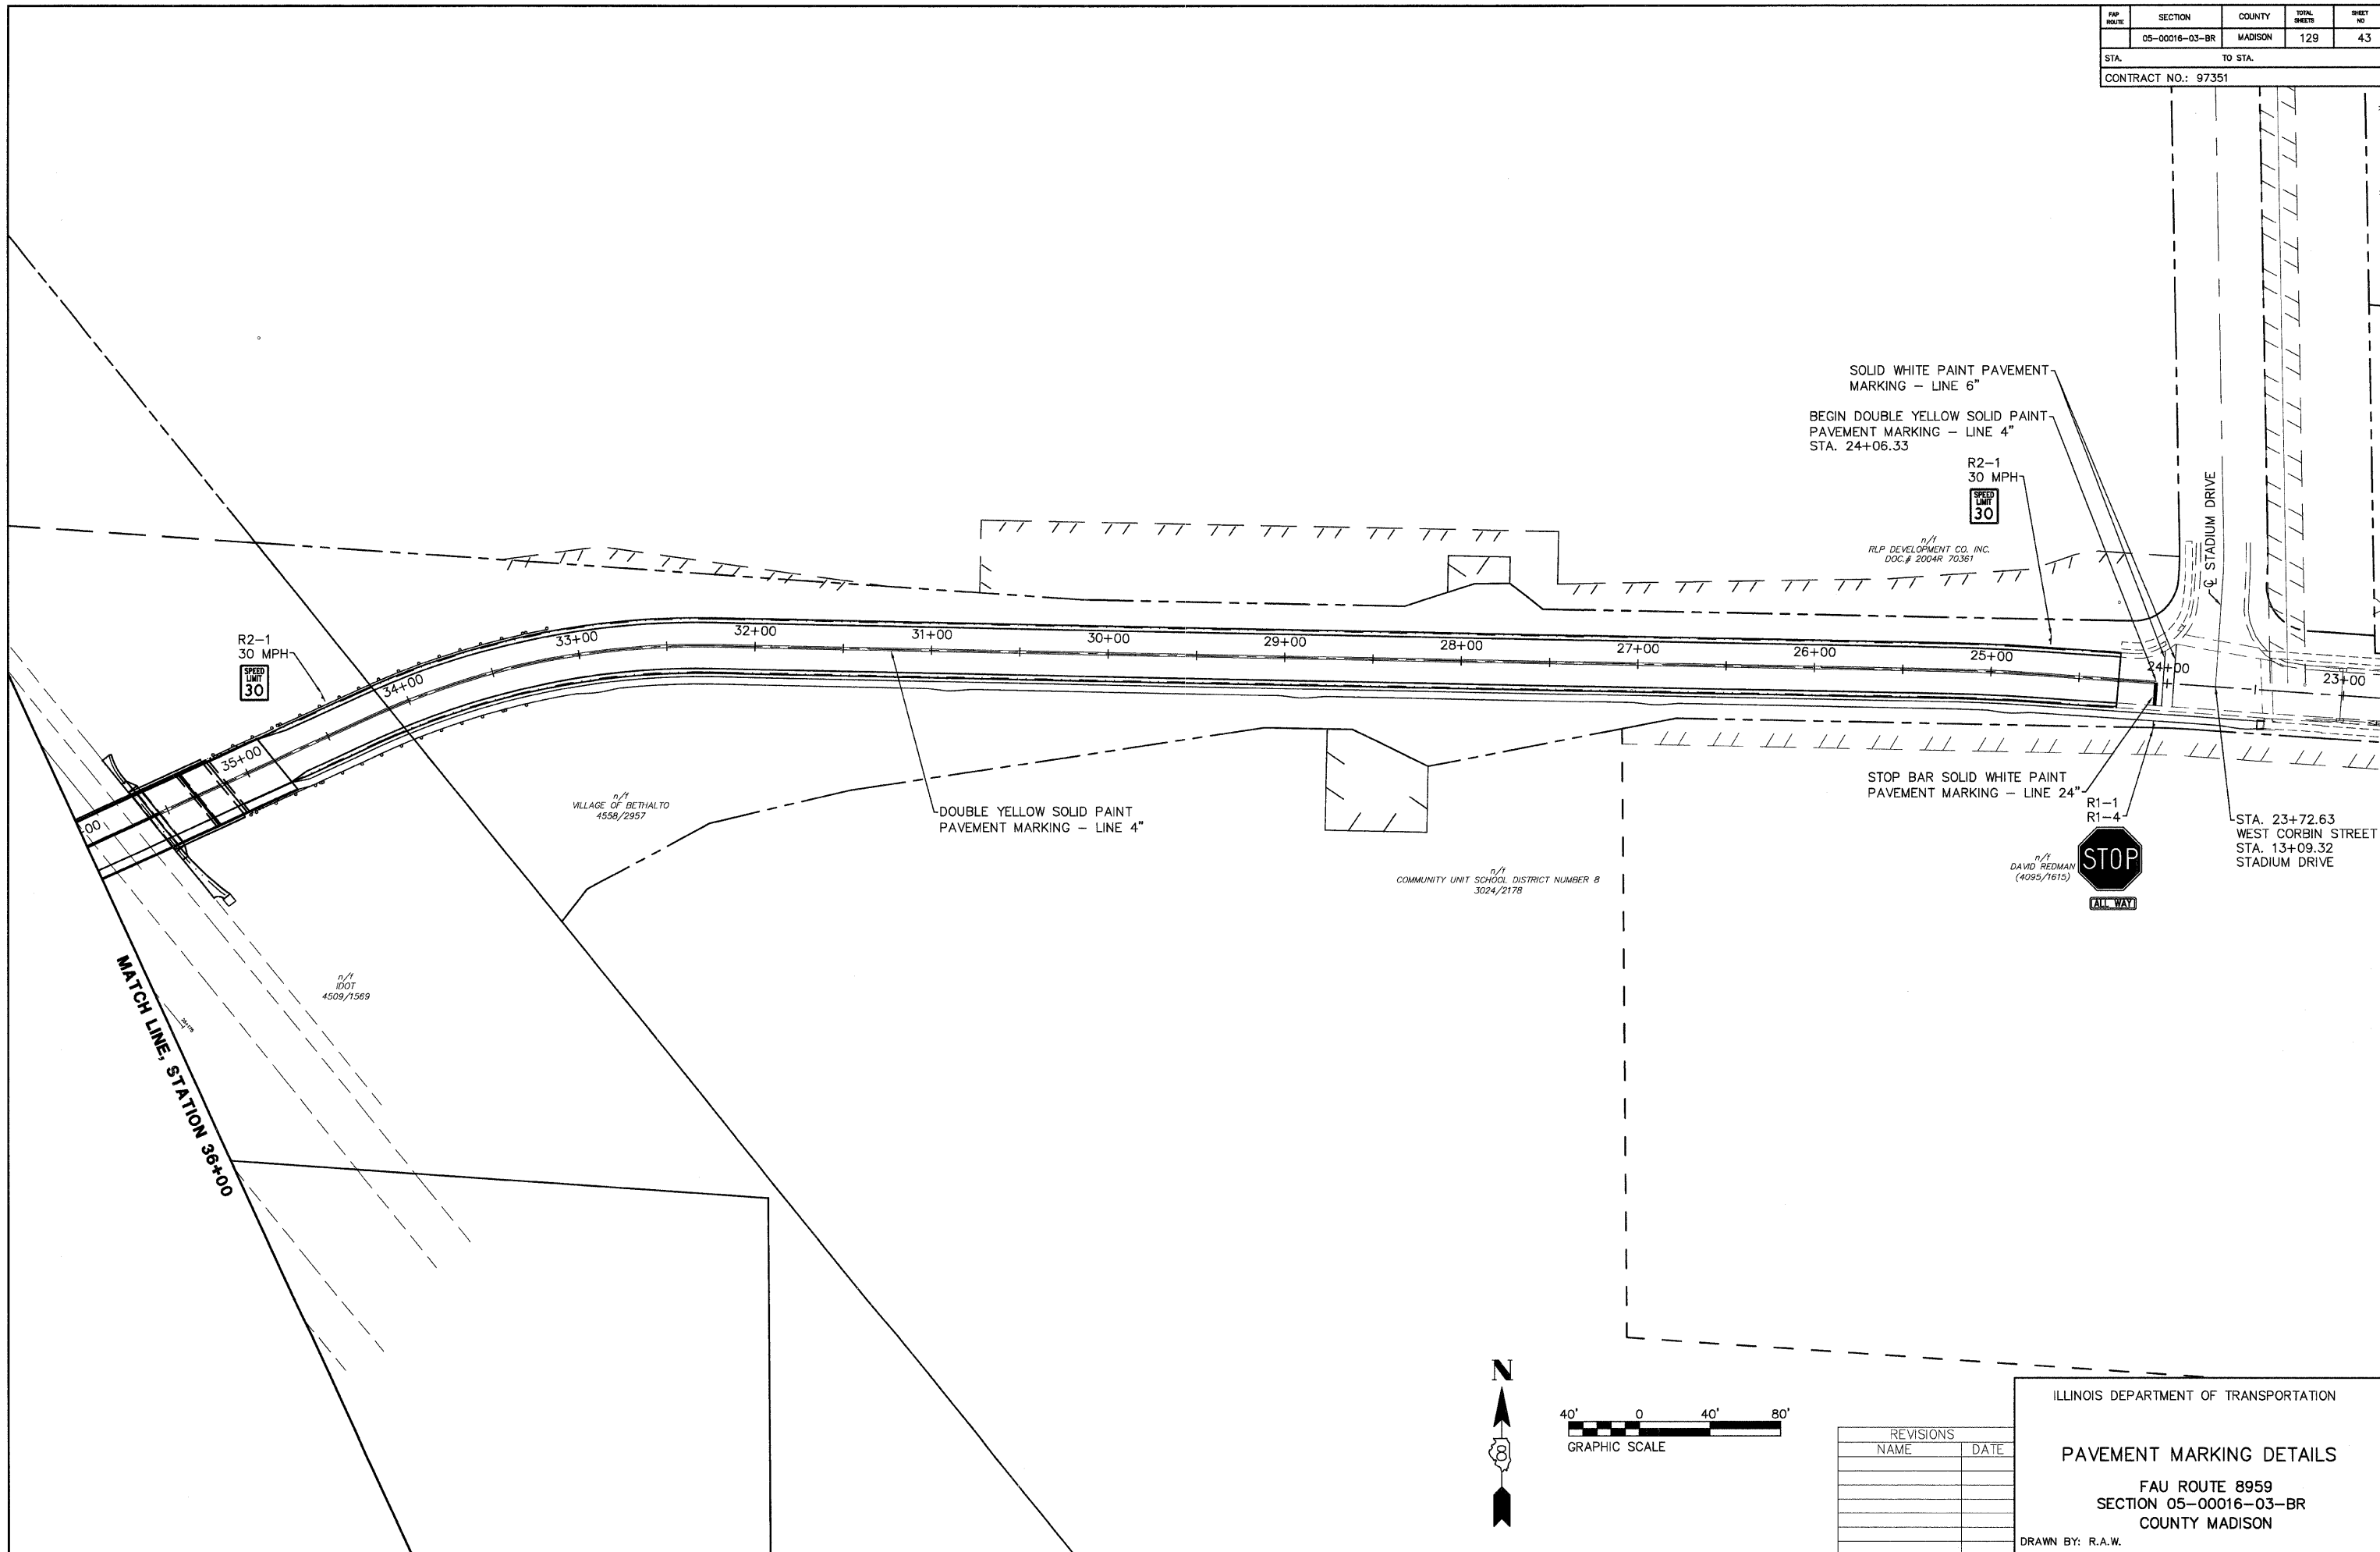 FAP ROUTE SECTION COUNTY TOTAL SHEETS SHEET NO
05-00016-03-BR MADISON 129 43
STA. TO STA.
CONTRACT NO.: 97351
SOLID WHITE PAINT PAVEMENT
MARKING – LINE 6"
BEGIN DOUBLE YELLOW SOLID PAINT
PAVEMENT MARKING – LINE 4"
STA. 24+06.33
R2-1
30 MPH
SPEED
LIMIT
30
n/f
RLP DEVELOPMENT CO. INC.
DOC.# 2004R 70361
℄ STADIUM DRIVE
R2-1
30 MPH
SPEED
LIMIT
30
-00
35+00
34+00
33+00
32+00
31+00
30+00
29+00
28+00
27+00
26+00
25+00
24+00
23+00
n/f
VILLAGE OF BETHALTO
4558/2957
DOUBLE YELLOW SOLID PAINT
PAVEMENT MARKING – LINE 4"
STOP BAR SOLID WHITE PAINT
PAVEMENT MARKING – LINE 24"
R1-1
R1-4
STOP
ALL WAY
STA. 23+72.63
WEST CORBIN STREET
STA. 13+09.32
STADIUM DRIVE
n/f
DAVID REDMAN
(4095/1615)
n/f
COMMUNITY UNIT SCHOOL DISTRICT NUMBER 8
3024/2178
n/f
IDOT
4509/1569
MATCH LINE, STATION 36+00
N
8
40' 0 40' 80'
GRAPHIC SCALE
REVISIONS
NAME DATE
ILLINOIS DEPARTMENT OF TRANSPORTATION
PAVEMENT MARKING DETAILS
FAU ROUTE 8959
SECTION 05-00016-03-BR
COUNTY MADISON
DRAWN BY: R.A.W.